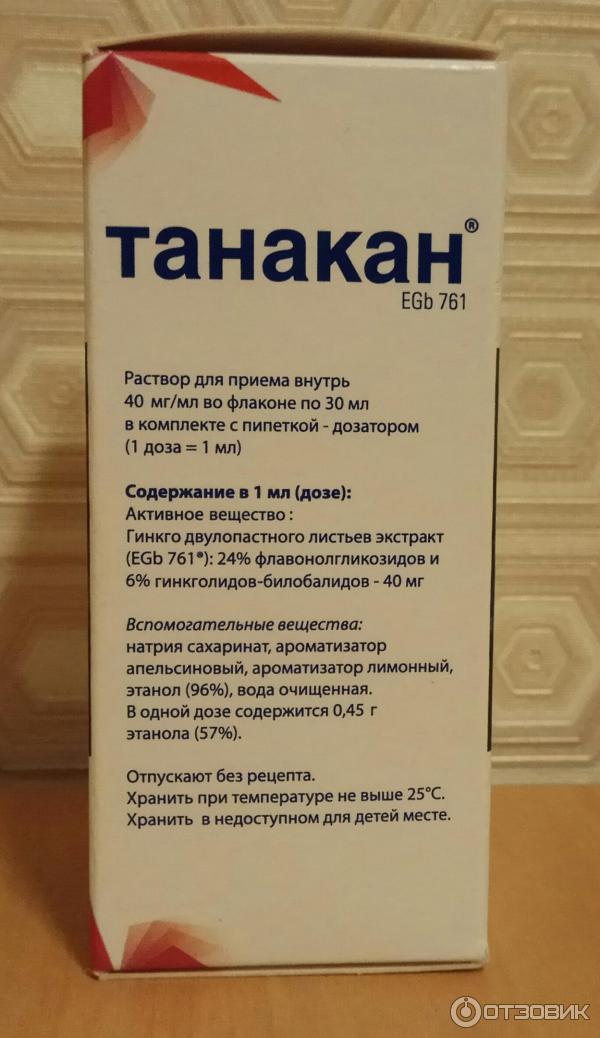 танакан®
EGb 761
Раствор для приема внутрь
40 мг/мл во флаконе по 30 мл
в комплекте с пипеткой - дозатором
(1 доза = 1 мл)
Содержание в 1 мл (дозе):
Активное вещество :
Гинкго двулопастного листьев экстракт
(EGb 761®): 24% флавонолгликозидов и
6% гинкголидов-билобалидов - 40 мг
Вспомогательные вещества:
натрия сахаринат, ароматизатор
апельсиновый, ароматизатор лимонный,
этанол (96%), вода очищенная.
В одной дозе содержится 0,45 г
этанола (57%).
Отпускают без рецепта.
Хранить при температуре не выше 25°С.
Хранить в недоступном для детей месте.
ОТЗОВИК